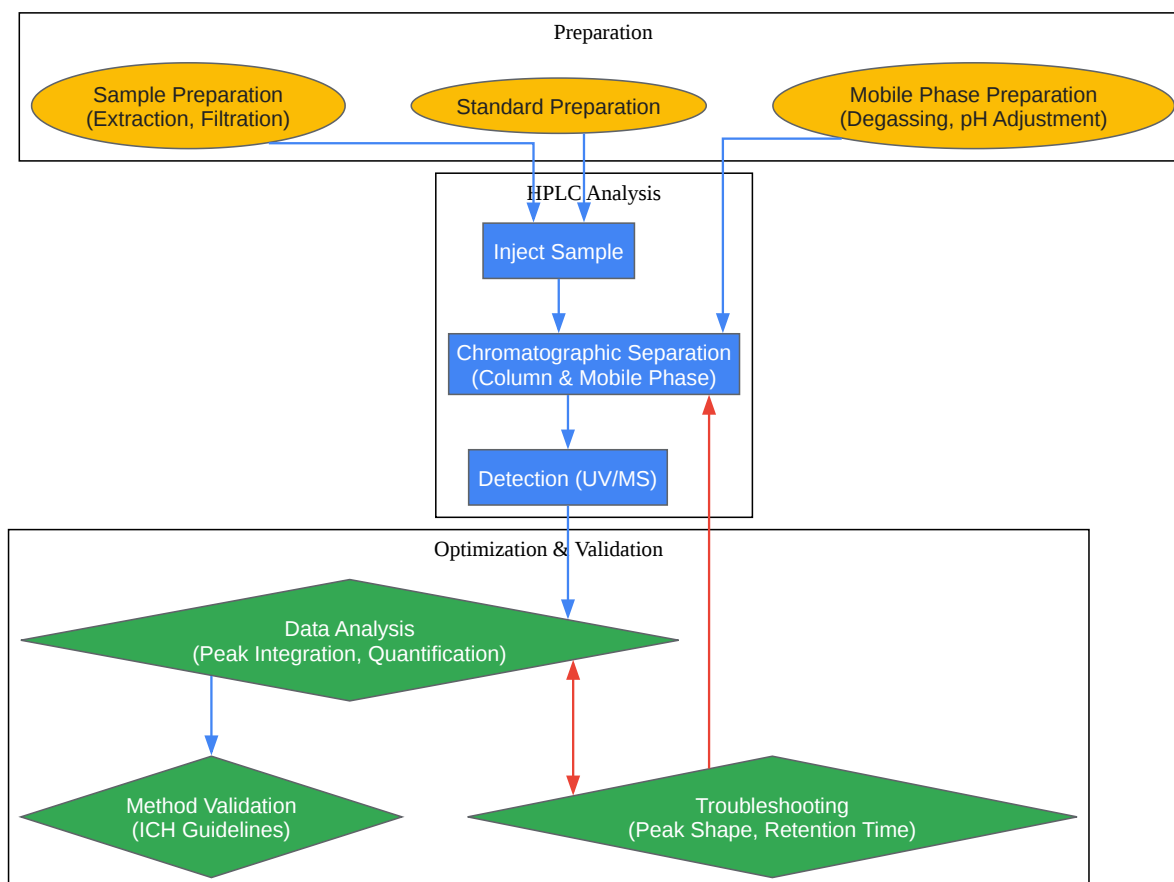 Preparation
Sample Preparation
(Extraction, Filtration)
Standard Preparation
Mobile Phase Preparation
(Degassing, pH Adjustment)
HPLC Analysis
Inject Sample
Chromatographic Separation
(Column & Mobile Phase)
Detection (UV/MS)
Optimization & Validation
Data Analysis
(Peak Integration, Quantification)
Method Validation
(ICH Guidelines)
Troubleshooting
(Peak Shape, Retention Time)